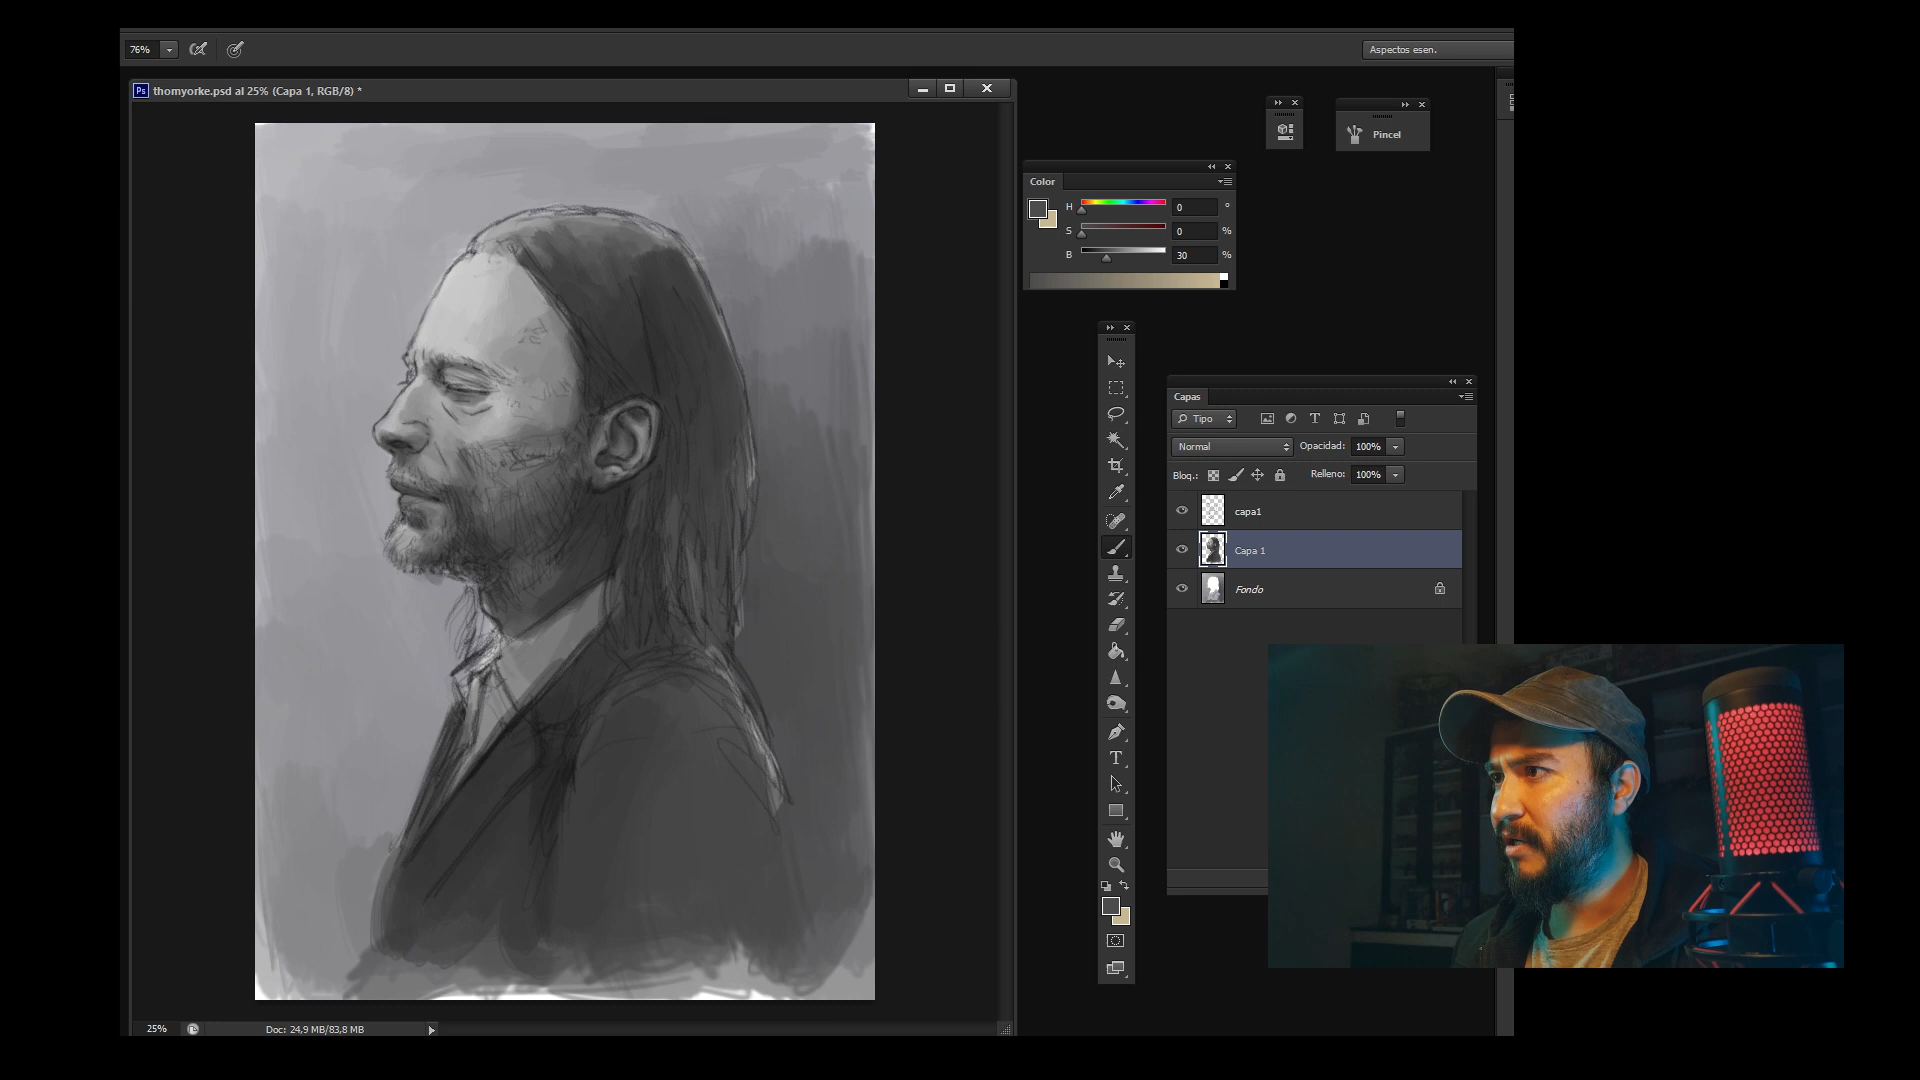 76%
Aspectos esen.
Ps thomyorke.psd al 25% (Capa 1, RGB/8) *
Pincel
Color
H 0 °
S 0 %
B 30 %
Capas
Tipo
Normal Opacidad: 100%
Bloq.: Relleno: 100%
capa1
Capa 1
Fondo
25% Doc: 24,9 MB/83,8 MB